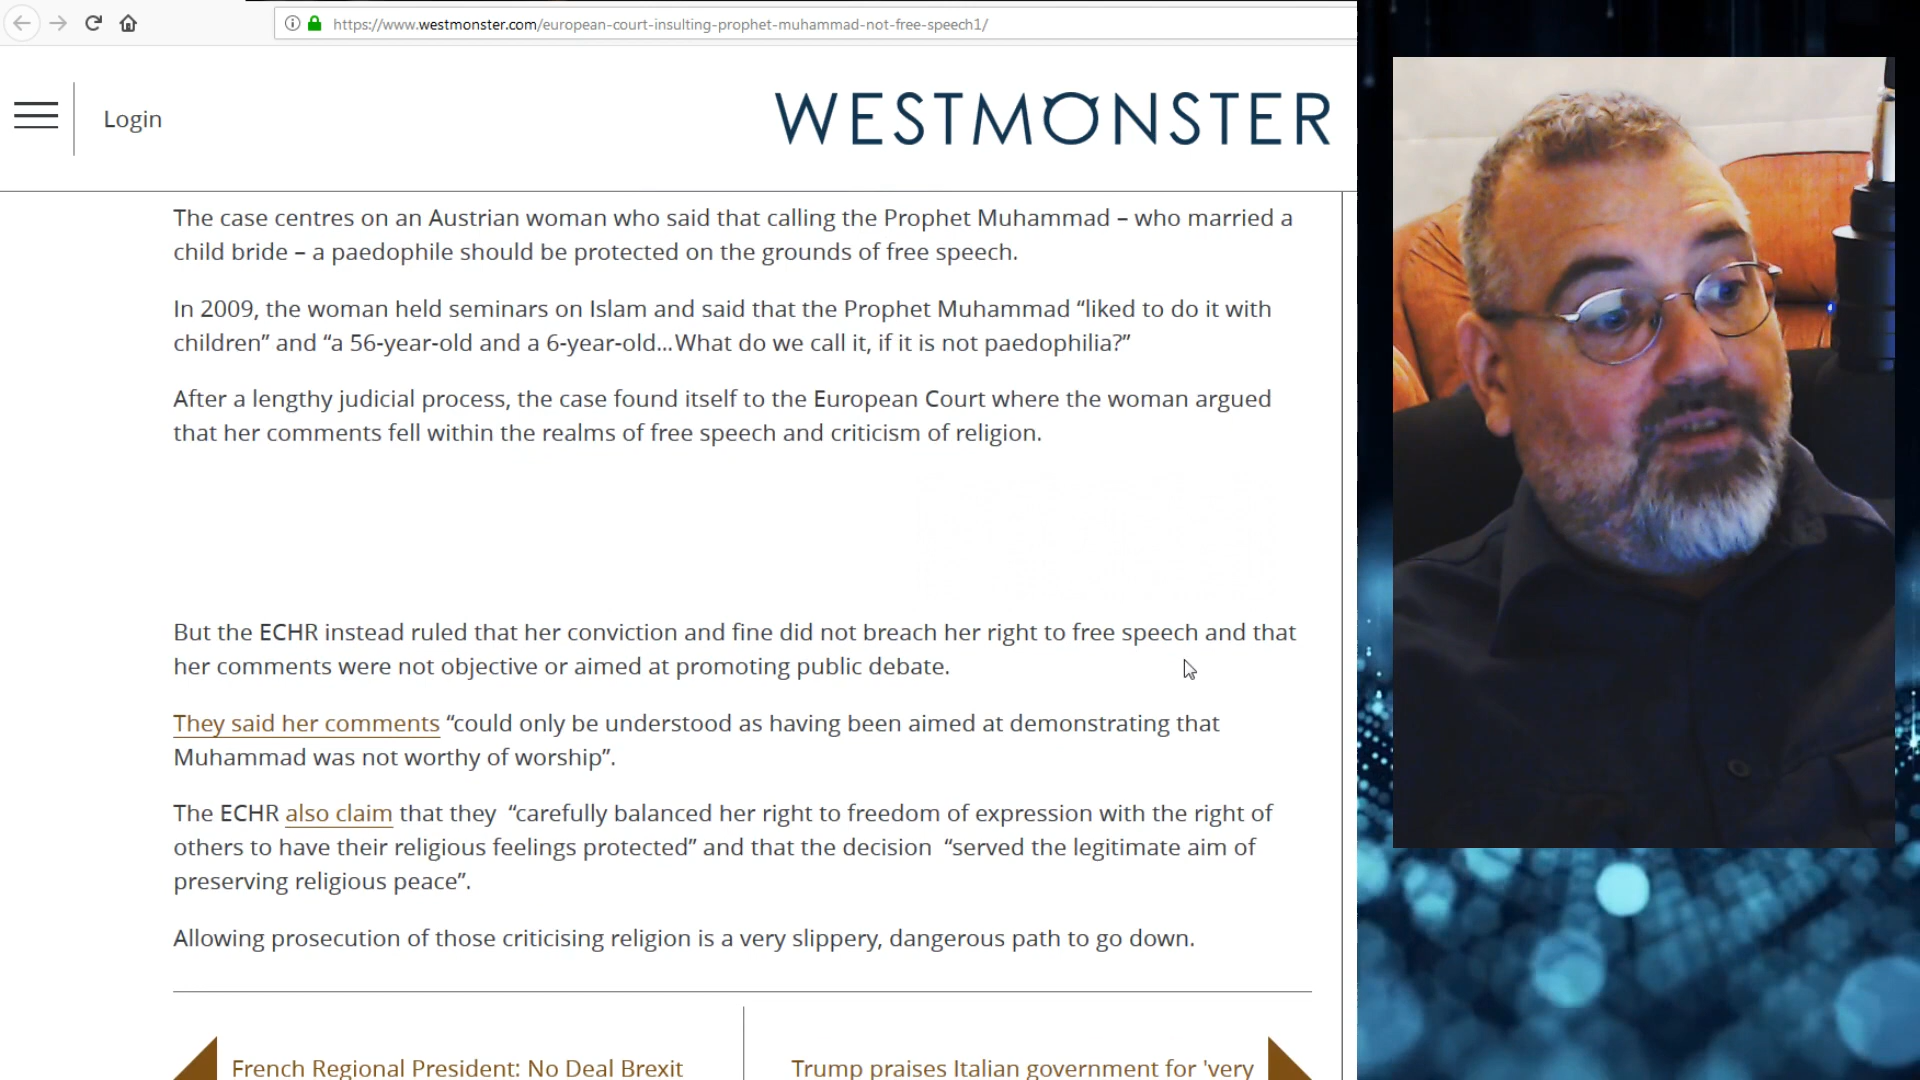 https://www.westmonster.com/european-court-insulting-prophet-muhammad-not-free-speech1/
Login
WESTMONSTER
The case centres on an Austrian woman who said that calling the Prophet Muhammad – who married a
child bride – a paedophile should be protected on the grounds of free speech.
In 2009, the woman held seminars on Islam and said that the Prophet Muhammad “liked to do it with
children” and “a 56-year-old and a 6-year-old…What do we call it, if it is not paedophilia?”
After a lengthy judicial process, the case found itself to the European Court where the woman argued
that her comments fell within the realms of free speech and criticism of religion.
But the ECHR instead ruled that her conviction and fine did not breach her right to free speech and that
her comments were not objective or aimed at promoting public debate.
They said her comments “could only be understood as having been aimed at demonstrating that
Muhammad was not worthy of worship”.
The ECHR also claim that they “carefully balanced her right to freedom of expression with the right of
others to have their religious feelings protected” and that the decision “served the legitimate aim of
preserving religious peace”.
Allowing prosecution of those criticising religion is a very slippery, dangerous path to go down.
French Regional President: No Deal Brexit
Trump praises Italian government for 'very